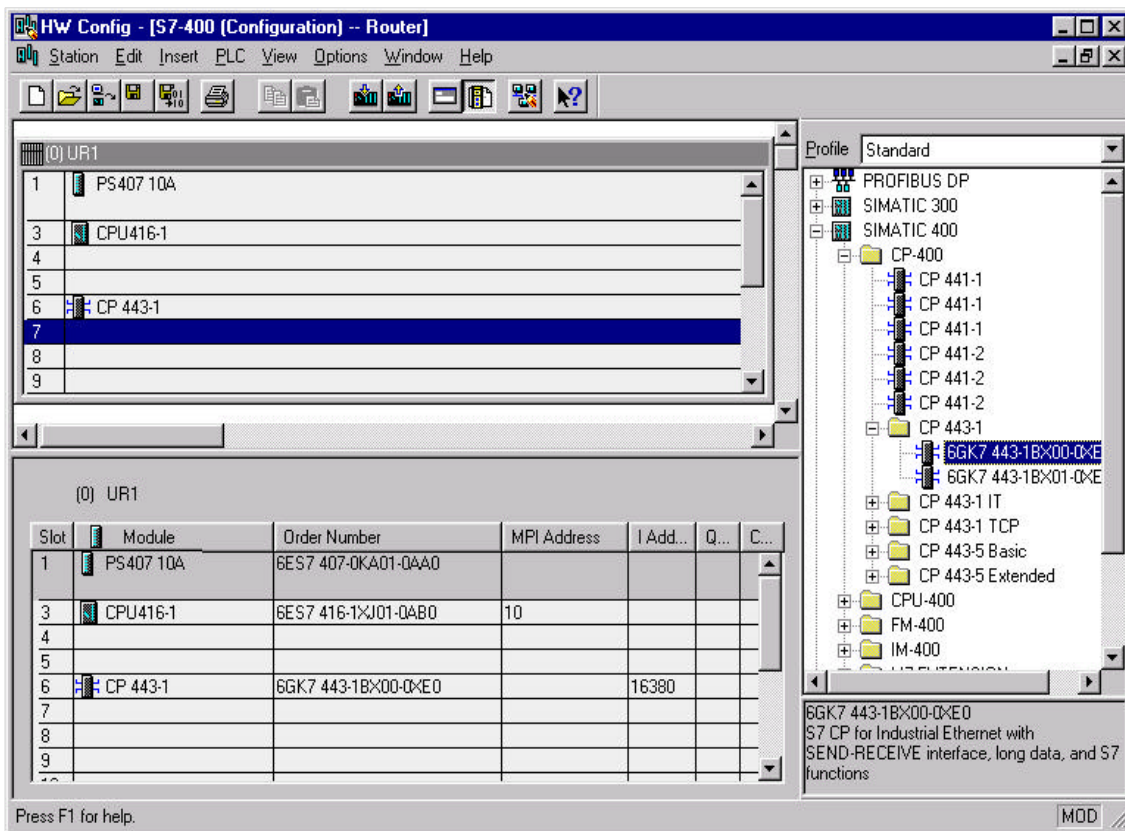 HW Config - [S7-400 (Configuration) -- Router]
Station Edit Insert PLC View Options Window Help
(0) UR1
1 PS407 10A
3 CPU416-1
4
5
6 CP 443-1
7
8
9
Profile Standard
PROFIBUS DP
SIMATIC 300
SIMATIC 400
CP-400
CP 441-1
CP 441-1
CP 441-1
CP 441-2
CP 441-2
CP 441-2
CP 443-1
6GK7 443-1BX00-0XE
6GK7 443-1BX01-0XE
CP 443-1 IT
CP 443-1 TCP
CP 443-5 Basic
CP 443-5 Extended
CPU-400
FM-400
IM-400
(0) UR1
Slot Module Order Number MPI Address I Add... Q... C...
1 PS407 10A 6ES7 407-0KA01-0AA0
3 CPU416-1 6ES7 416-1XJ01-0AB0 10
4
5
6 CP 443-1 6GK7 443-1BX00-0XE0 16380
7
8
9
6GK7 443-1BX00-0XE0
S7 CP for Industrial Ethernet with
SEND-RECEIVE interface, long data, and S7
functions
Press F1 for help. MOD